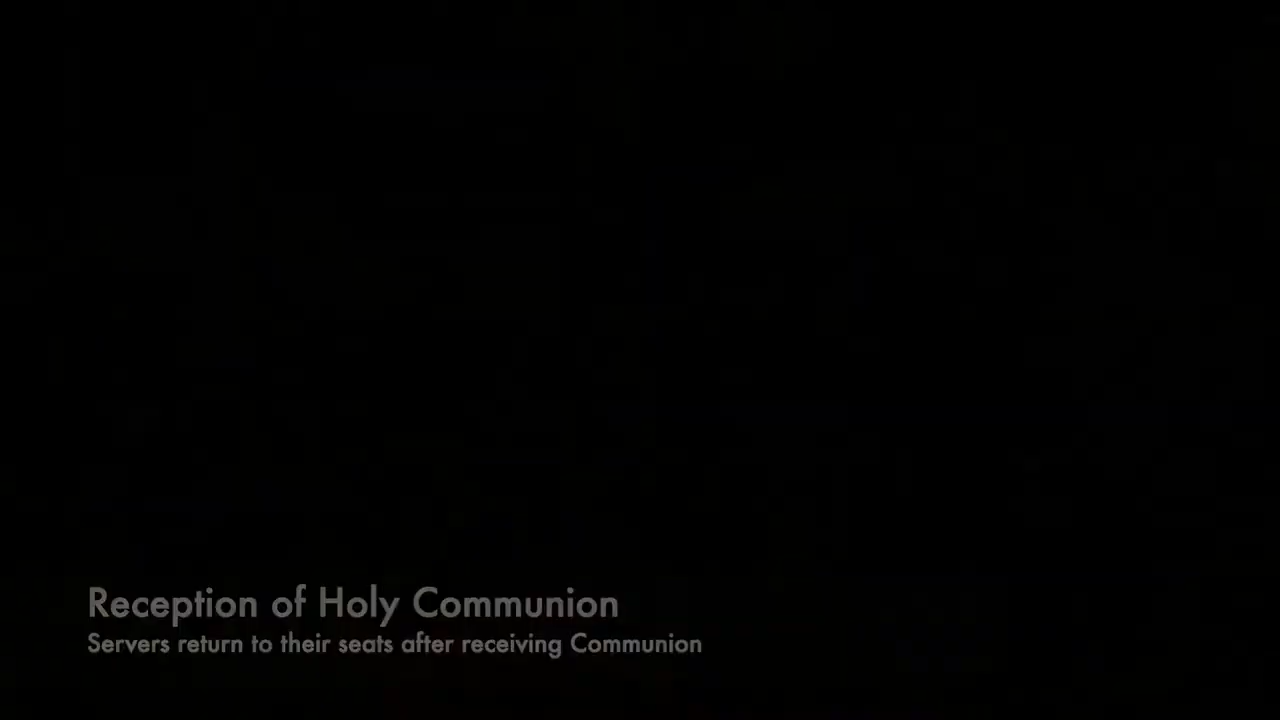 Reception of Holy Communion
Servers return to their seats after receiving Communion